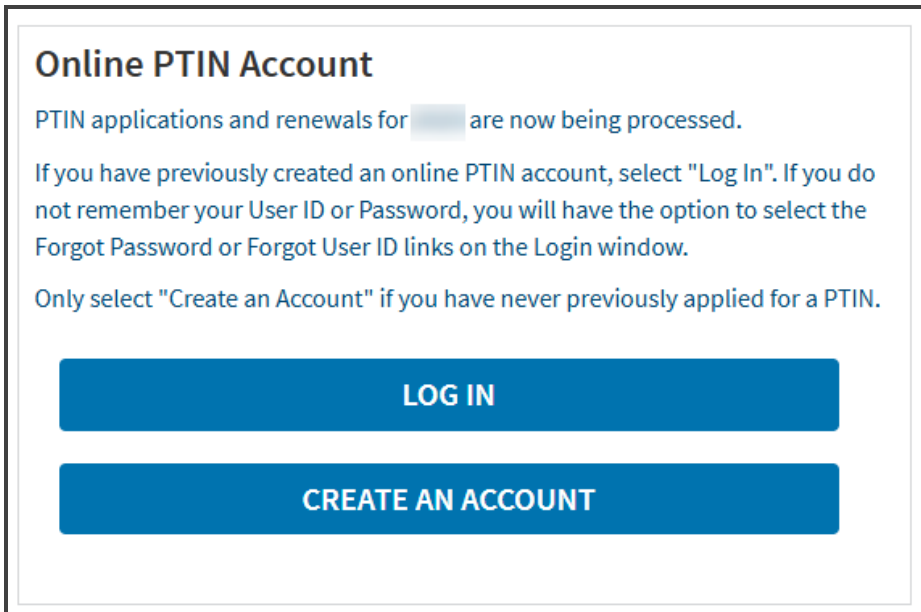 Online PTIN Account
PTIN applications and renewals for are now being processed.
If you have previously created an online PTIN account, select "Log In". If you do
not remember your User ID or Password, you will have the option to select the
Forgot Password or Forgot User ID links on the Login window.
Only select "Create an Account" if you have never previously applied for a PTIN.
LOG IN
CREATE AN ACCOUNT